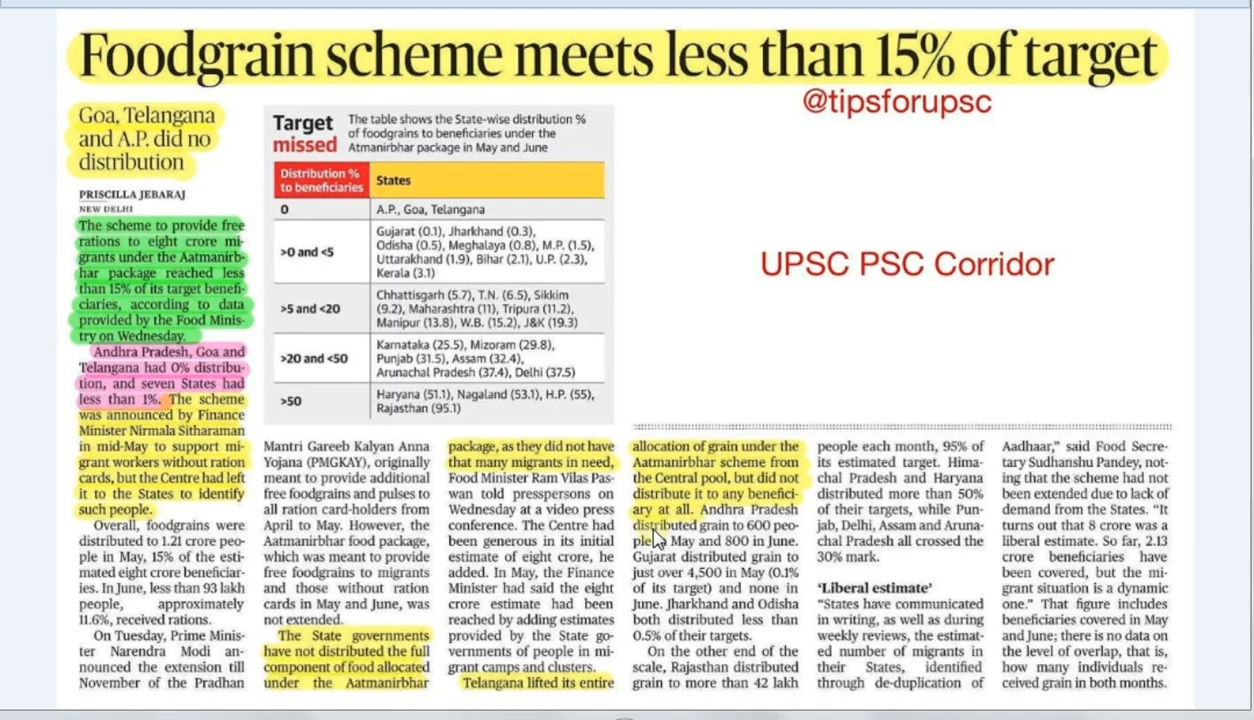 Foodgrain scheme meets less than 15% of target
@tipsforupsc
Goa, Telangana
and A.P. did no
distribution
PRISCILLA JEBARAJ
NEW DELHI
The scheme to provide free
rations to eight crore mi-
grants under the Aatmanirb-
har package reached less
than 15% of its target benefi-
ciaries, according to data
provided by the Food Minis-
try on Wednesday.
Andhra Pradesh, Goa and
Telangana had 0% distribu-
tion, and seven States had
less than 1%. The scheme
was announced by Finance
Minister Nirmala Sitharaman
in mid-May to support mi-
grant workers without ration
cards, but the Centre had left
it to the States to identify
such people.
Overall, foodgrains were
distributed to 1.21 crore peo-
ple in May, 15% of the esti-
mated eight crore beneficiar-
ies. In June, less than 93 lakh
people, approximately
11.6%, received rations.
On Tuesday, Prime Minis-
ter Narendra Modi an-
nounced the extension till
November of the Pradhan
Target
missed
The table shows the State-wise distribution %
of foodgrains to beneficiaries under the
Atmanirbhar package in May and June
Distribution %
to beneficiaries
States
0
A.P., Goa, Telangana
>0 and <5
Gujarat (0.1), Jharkhand (0.3),
Odisha (0.5), Meghalaya (0.8), M.P. (1.5),
Uttarakhand (1.9), Bihar (2.1), U.P. (2.3),
Kerala (3.1)
>5 and <20
Chhattisgarh (5.7), T.N. (6.5), Sikkim
(9.2), Maharashtra (11), Tripura (11.2),
Manipur (13.8), W.B. (15.2), J&K (19.3)
>20 and <50
Karnataka (25.5), Mizoram (29.8),
Punjab (31.5), Assam (32.4),
Arunachal Pradesh (37.4), Delhi (37.5)
>50
Haryana (51.1), Nagaland (53.1), H.P. (55),
Rajasthan (95.1)
UPSC PSC Corridor
Mantri Gareeb Kalyan Anna
Yojana (PMGKAY), originally
meant to provide additional
free foodgrains and pulses to
all ration card-holders from
April to May. However, the
Aatmanirbhar food package,
which was meant to provide
free foodgrains to migrants
and those without ration
cards in May and June, was
not extended.
The State governments
have not distributed the full
component of food allocated
under the Aatmanirbhar
package, as they did not have
that many migrants in need,
Food Minister Ram Vilas Pas-
wan told presspersons on
Wednesday at a video press
conference. The Centre had
been generous in its initial
estimate of eight crore, he
added. In May, the Finance
Minister had said the eight
crore estimate had been
reached by adding estimates
provided by the State go-
vernments of people in mi-
grant camps and clusters.
Telangana lifted its entire
allocation of grain under the
Aatmanirbhar scheme from
the Central pool, but did not
distribute it to any benefici-
ary at all. Andhra Pradesh
distributed grain to 600 peo-
ple May and 800 in June.
Gujarat distributed grain to
just over 4,500 in May (0.1%
of its target) and none in
June. Jharkhand and Odisha
both distributed less than
0.5% of their targets.
On the other end of the
scale, Rajasthan distributed
grain to more than 42 lakh
people each month, 95% of
its estimated target. Hima-
chal Pradesh and Haryana
distributed more than 50%
of their targets, while Pun-
jab, Delhi, Assam and Aruna-
chal Pradesh all crossed the
30% mark.
‘Liberal estimate’
“States have communicated
in writing, as well as during
weekly reviews, the estimat-
ed number of migrants in
their States, identified
through de-duplication of
Aadhaar,” said Food Secre-
tary Sudhanshu Pandey, not-
ing that the scheme had not
been extended due to lack of
demand from the States. “It
turns out that 8 crore was a
liberal estimate. So far, 2.13
crore beneficiaries have
been covered, but the mi-
grant situation is a dynamic
one.” That figure includes
beneficiaries covered in May
and June; there is no data on
the level of overlap, that is,
how many individuals re-
ceived grain in both months.